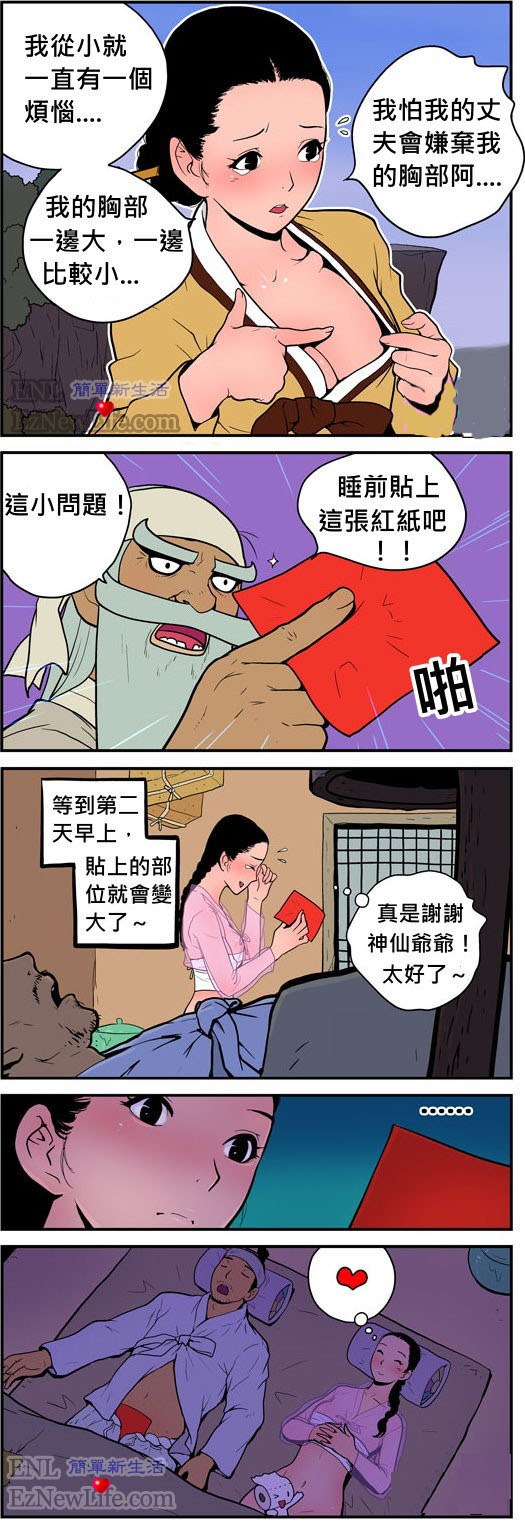 我從小就
一直有一個
煩惱....
我的胸部
一邊大，一邊
比較小...
我怕我的丈
夫會嫌棄我
的胸部阿....
ENL 簡單新生活
EzNewLife.com
這小問題！
睡前貼上
這張紅紙吧
！！
啪
等到第二
天早上，
貼上的部
位就會變
大了～
真是謝謝
神仙爺爺！
太好了～
......
ENL 簡單新生活
EzNewLife.com